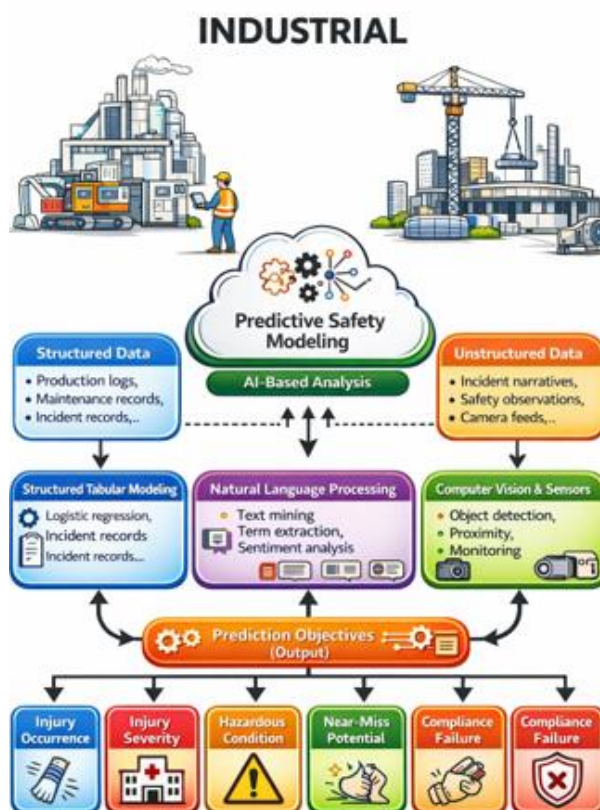 INDUSTRIAL
Predictive Safety
Modeling
AI-Based Analysis
Structured Data
• Production logs,
• Maintenance records,
• Incident records,..
Unstructured Data
• Incident narratives,
• Safety observations,
• Camera feeds,..
Structured Tabular Modeling
Logistic regression,
Incident records
Incident records...
Natural Language Processing
• Text mining
Term extraction,
Sentiment analysis
Computer Vision & Sensors
• Object detection,
• Proximity,
• Monitoring
Prediction Objectives
(Output)
Injury
Occurrence
Injury
Severity
Hazardous
Condition
Near-Miss
Potential
Compliance
Failure
Compliance
Failure